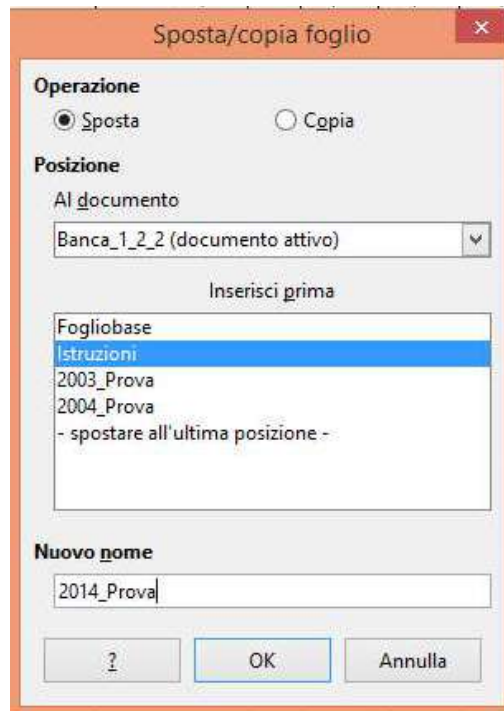 Sposta/copia foglio
Operazione
Sposta Copia
Posizione
Al documento
Banca_1_2_2 (documento attivo)
Inserisci prima
Fogliobase
Istruzioni
2003_Prova
2004_Prova
- spostare all'ultima posizione -
Nuovo nome
2014_Prova
? OK Annulla